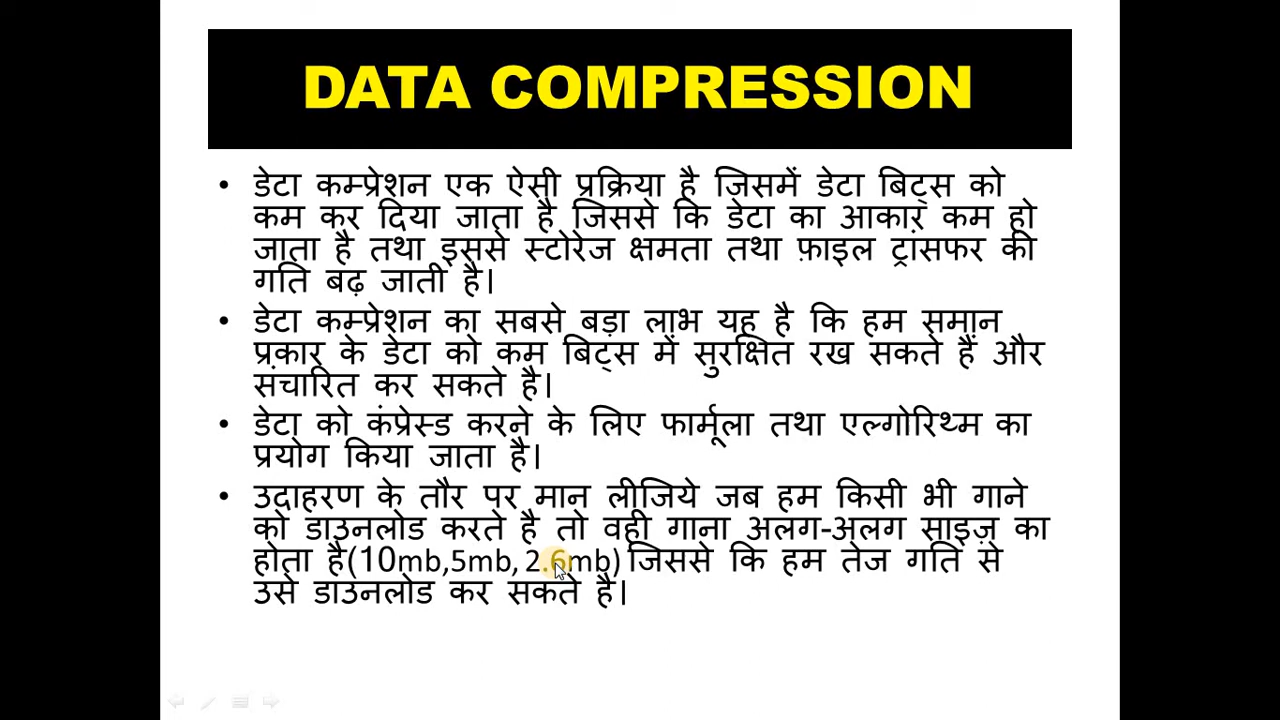 DATA COMPRESSION
• डेटा कम्प्रेशन एक ऐसी प्रक्रिया है जिसमें डेटा बिट्स को
कम कर दिया जाता है जिससे कि डेटा का आकार कम हो
जाता है तथा इससे स्टोरेज क्षमता तथा फ़ाइल ट्रांसफर की
गति बढ़ जाती है।
• डेटा कम्प्रेशन का सबसे बड़ा लाभ यह है कि हम समान
प्रकार के डेटा को कम बिट्स में सुरक्षित रख सकते हैं और
संचारित कर सकते है।
• डेटा को कंप्रेस्ड करने के लिए फार्मूला तथा एल्गोरिथ्म का
प्रयोग किया जाता है।
• उदाहरण के तौर पर मान लीजिये जब हम किसी भी गाने
को डाउनलोड करते है तो वही गाना अलग-अलग साइज़ का
होता है(10mb,5mb, 2.6mb) जिससे कि हम तेज गति से
उसे डाउनलोड कर सकते है।